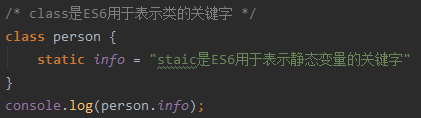 /* class是ES6用于表示类的关键字 */
class person {
static info = "staic是ES6用于表示静态变量的关键字"
}
console.log(person.info);